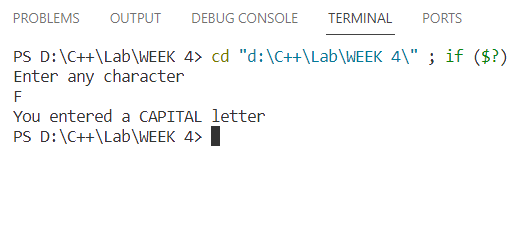 PROBLEMS OUTPUT DEBUG CONSOLE TERMINAL PORTS
PS D:\C++\Lab\WEEK 4> cd "d:\C++\Lab\WEEK 4\" ; if ($?)
Enter any character
F
You entered a CAPITAL letter
PS D:\C++\Lab\WEEK 4>